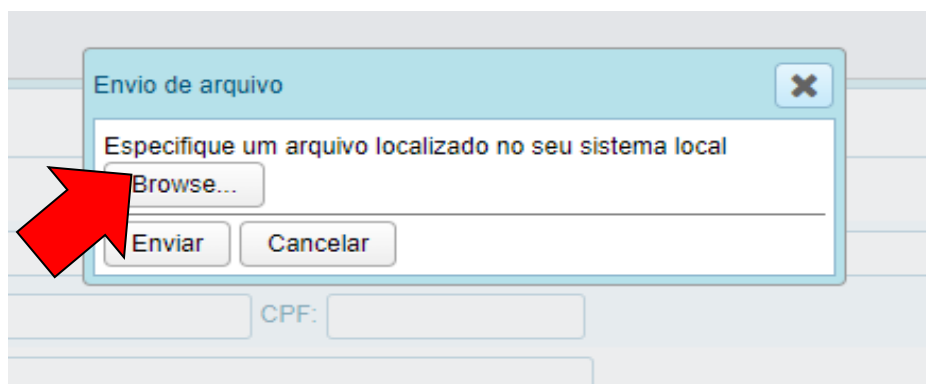 Envio de arquivo
Especifique um arquivo localizado no seu sistema local
Browse...
Enviar Cancelar
CPF: